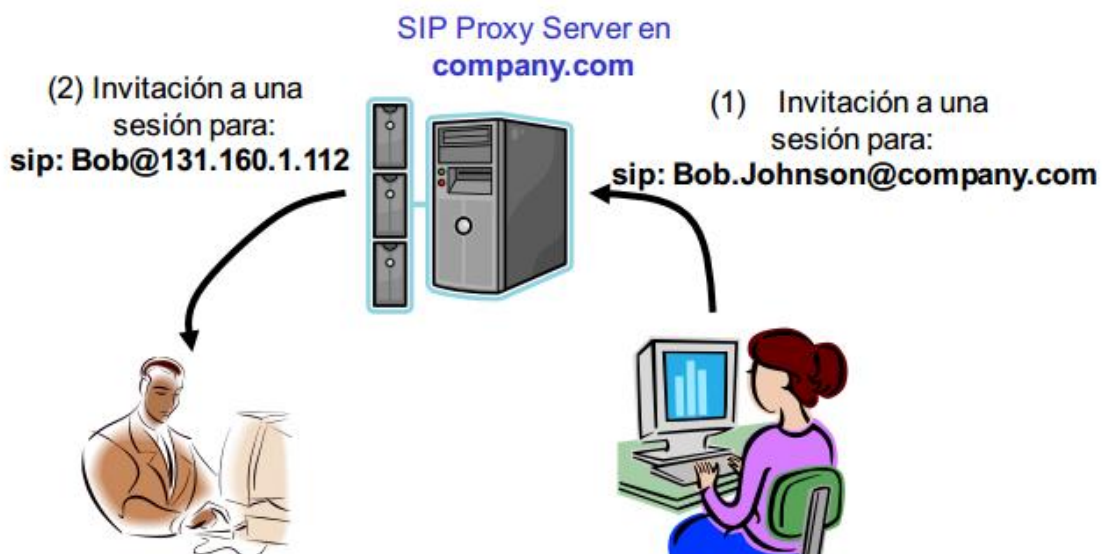 SIP Proxy Server en
company.com
(2) Invitación a una
sesión para:
sip: Bob@131.160.1.112
(1) Invitación a una
sesión para:
sip: Bob.Johnson@company.com